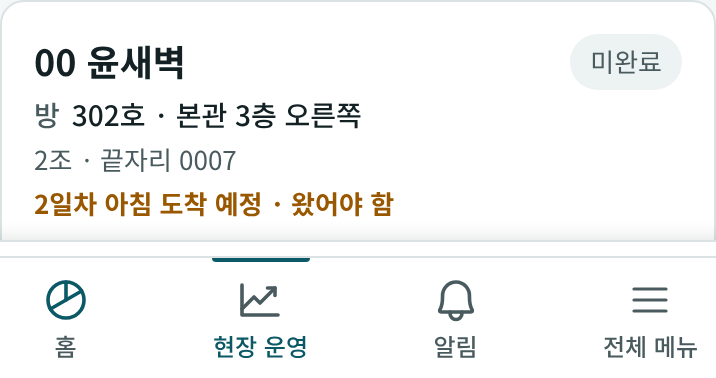 00 윤새벽
미완료
방 302호 · 본관 3층 오른쪽
2조 · 끝자리 0007
2일차 아침 도착 예정 · 왔어야 함
홈
현장 운영
알림
전체 메뉴